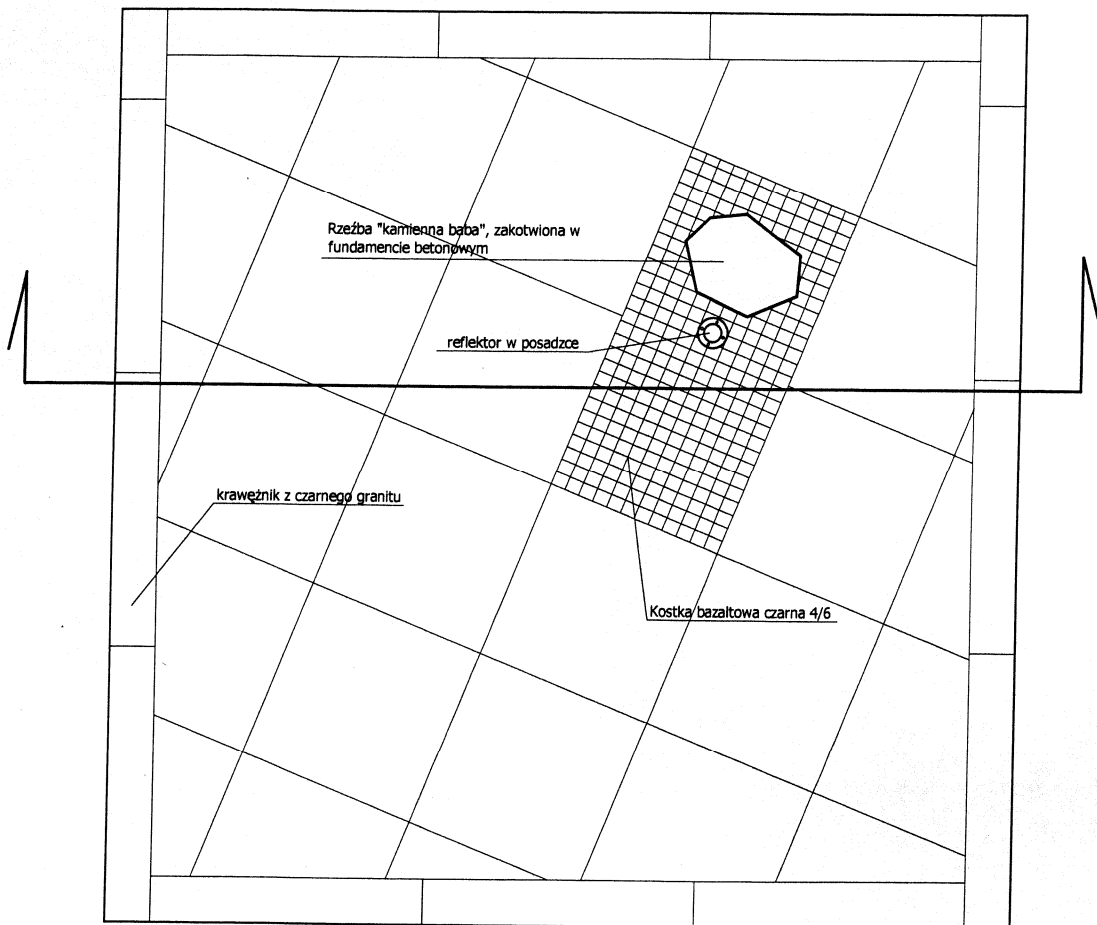 Rzeźba "kamienna baba", zakotwiona w
fundamencie betonowym
reflektor w posadzce
krawężnik z czarnego granitu
Kostka bazaltowa czarna 4/6